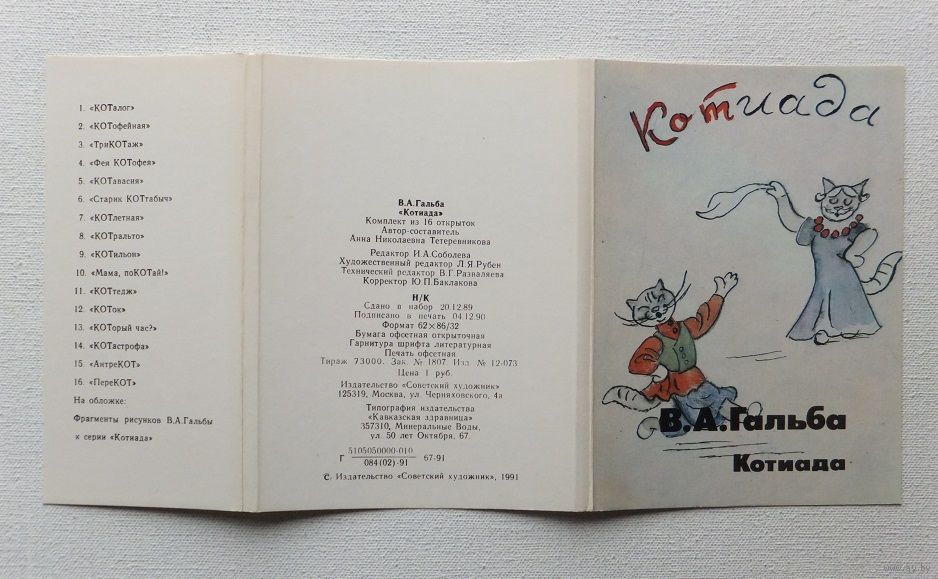 1. «КОТалог»
2. «КОТофейная»
3. «ТриКОТаж»
4. «Фея КОТофея»
5. «КОТавасия»
6. «Старик КОТтабыч»
7. «КОТлетная»
8. «КОТральто»
9. «КОТильон»
10. «Мама, поКОТай!»
11. «КОТтедж»
12. «КОТок»
13. «КОТорый час?»
14. «КОТастрофа»
15. «АнтреКОТ»
16. «ПереКОТ»
На обложке:
Фрагменты рисунков В.А.Гальбы
к серии «Котиада»
В.А.Гальба
«Котиада»
Комплект из 16 открыток
Автор-составитель
Анна Николаевна Тетеревникова
Редактор И.А.Соболева
Художественный редактор Л.Я.Рубен
Технический редактор В.Г.Разваляева
Корректор Ю.П.Баклакова
Н/К
Сдано в набор 20.12.89
Подписано в печать 04.12.90
Формат 62×86/32
Бумага офсетная открыточная
Гарнитура шрифта литературная
Печать офсетная
Тираж 73000. Зак. № 1807. Изд. № 12-073
Цена 1 руб.
Издательство «Советский художник»
125319, Москва, ул. Черняховского, 4а
Типография издательства
«Кавказская здравница»
357310, Минеральные Воды,
ул. 50 лет Октября, 67.
Г 5105050000-010
084(02)-91 67-91
С. Издательство «Советский художник», 1991
Котиада
В.А.Гальба
Котиада